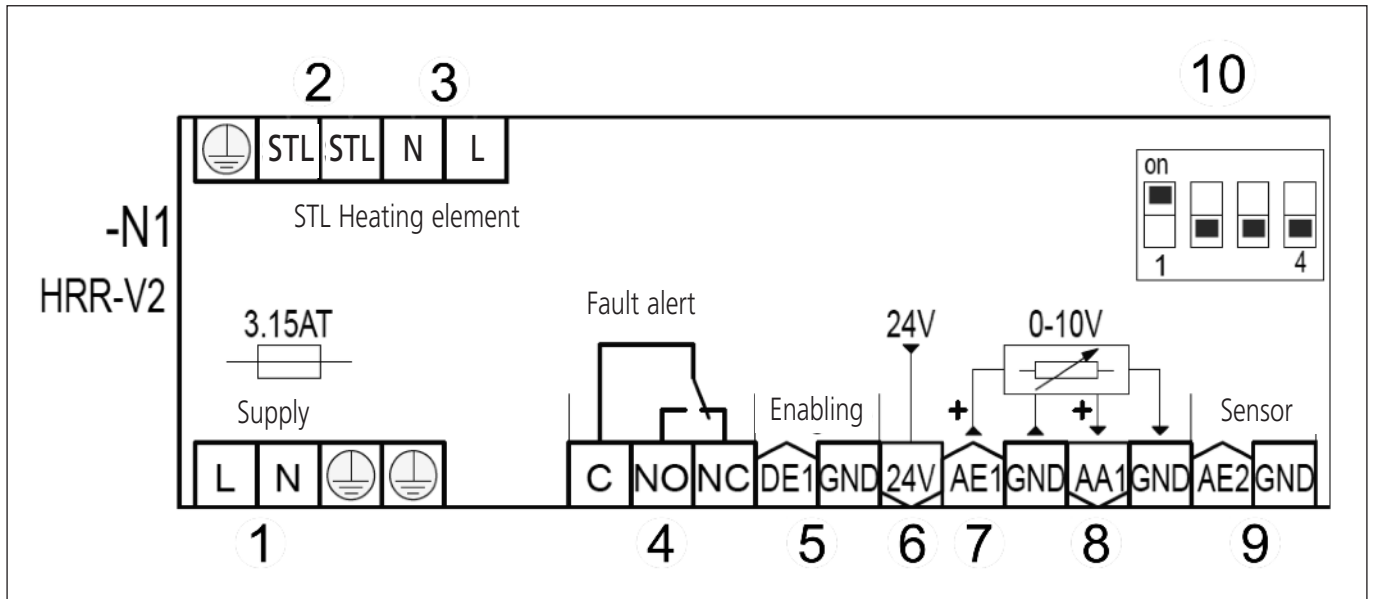 2 3 10
STL STL N L
on
1 4
STL Heating element
-N1
HRR-V2
Fault alert
3.15AT
24V 0-10V
Supply
Enabling
Sensor
+ +
L N
C NO NC DE1 GND 24V AE1 GND AA1 GND AE2 GND
1 4 5 6 7 8 9